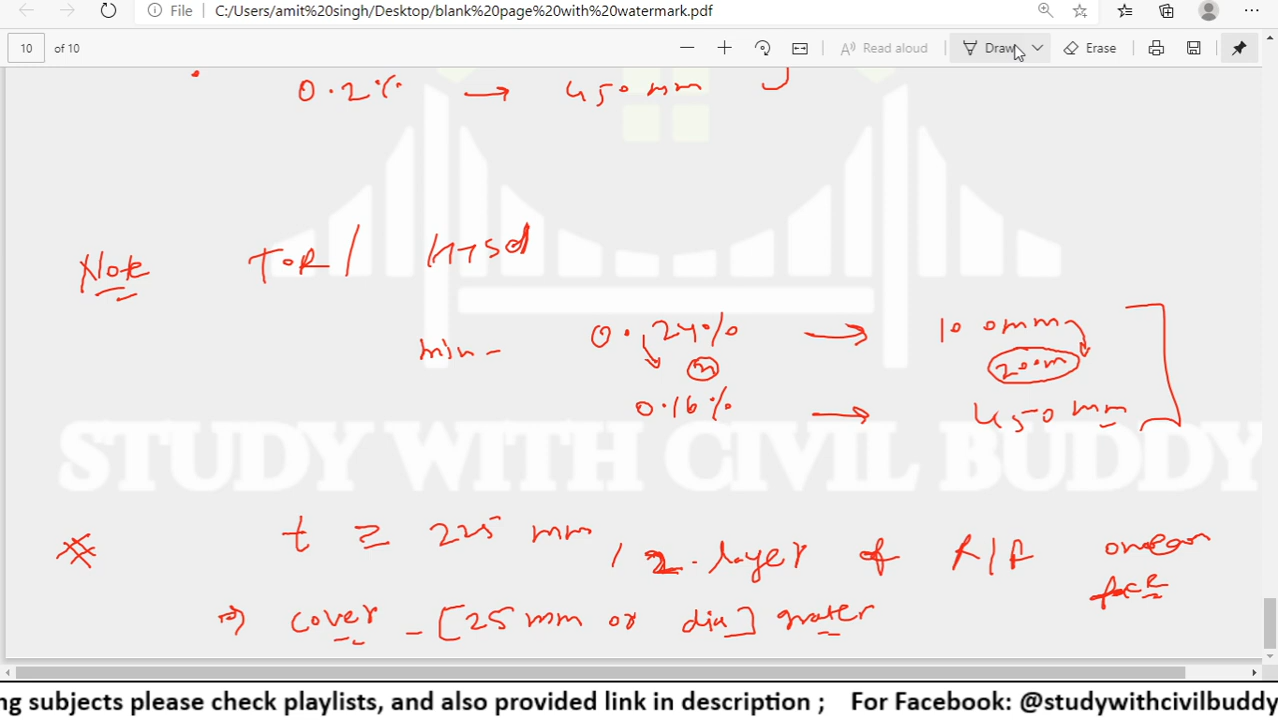 File C:/Users/amit%20singh/Desktop/blank%20page%20with%20watermark.pdf
10 of 10 Read aloud Draw Erase
0.2% → 450 mm
Note TOR / HYSD
min - 0.24% → 100mm
200m
0.16% → 450 mm
STUDY WITH CIVIL BUDDY
t ≥ 225 mm / 2-layer of R/F on each face
⇒ cover - [25 mm or dia] grater
ng subjects please check playlists, and also provided link in description ; For Facebook: @studywithcivilbuddy